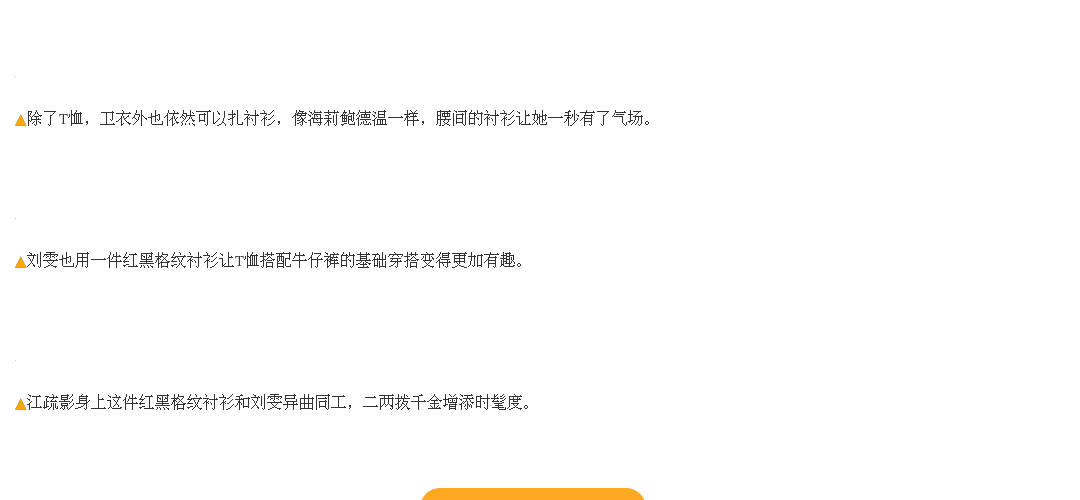 ▲除了T恤，卫衣外也依然可以扎衬衫，像海莉鲍德温一样，腰间的衬衫让她一秒有了气场。
▲刘雯也用一件红黑格纹衬衫让T恤搭配牛仔裤的基础穿搭变得更加有趣。
▲江疏影身上这件红黑格纹衬衫和刘雯异曲同工，二两拨千金增添时髦度。